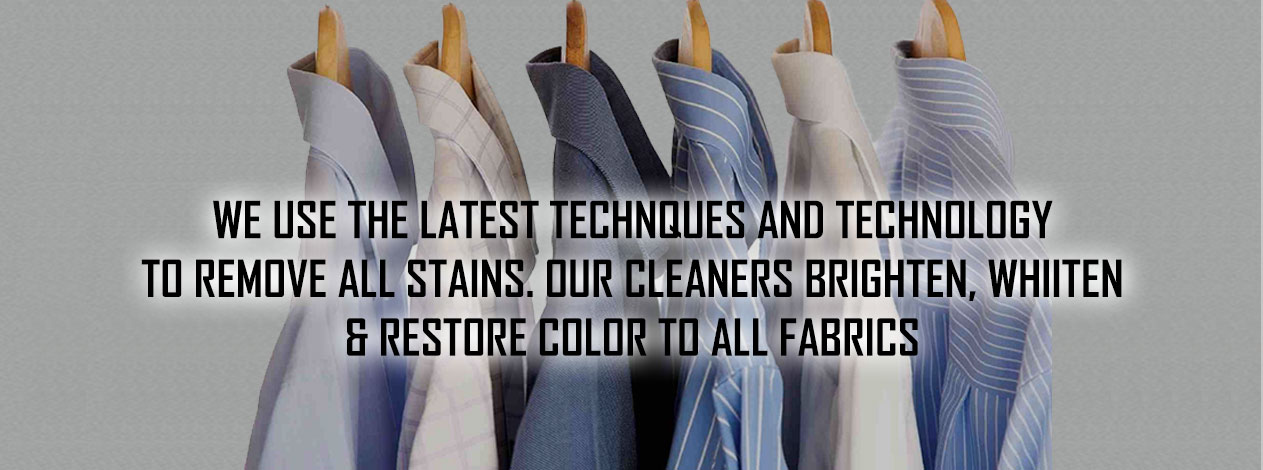 WE USE THE LATEST TECHNQUES AND TECHNOLOGY
TO REMOVE ALL STAINS. OUR CLEANERS BRIGHTEN, WHIITEN
& RESTORE COLOR TO ALL FABRICS